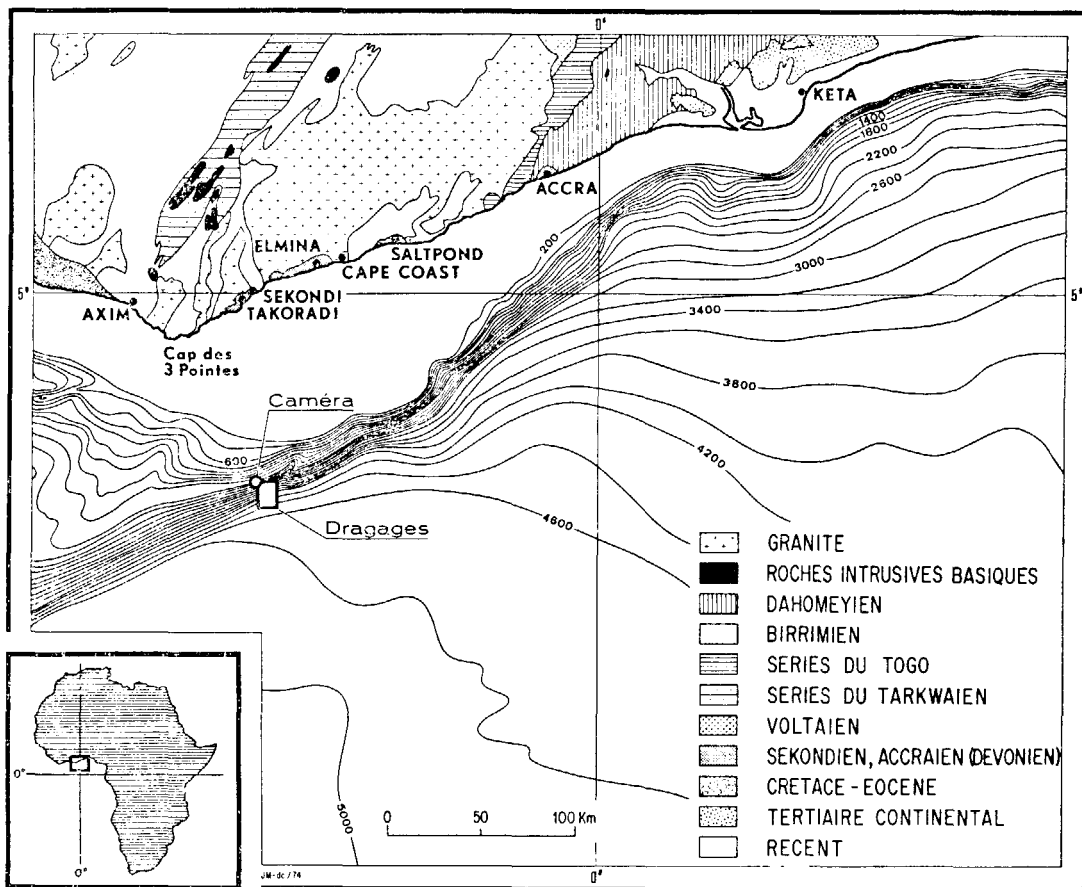 0°
KETA
1400
1800
2200
2600
ACCRA
200
ELMINA
SALTPOND
CAPE COAST
3000
5°
5°
SEKONDI
AXIM
TAKORADI
3400
Cap des
3 Pointes
3800
Caméra
600
4200
4600
Dragages
GRANITE
ROCHES INTRUSIVES BASIQUES
DAHOMEYIEN
BIRRIMIEN
SERIES DU TOGO
SERIES DU TARKWAIEN
VOLTAIEN
SEKONDIEN, ACCRAIEN (DEVONIEN)
CRETACE-EOCENE
TERTIAIRE CONTINENTAL
RECENT
0°
0°
5000
0 50 100 Km
JM-dc/74
0°